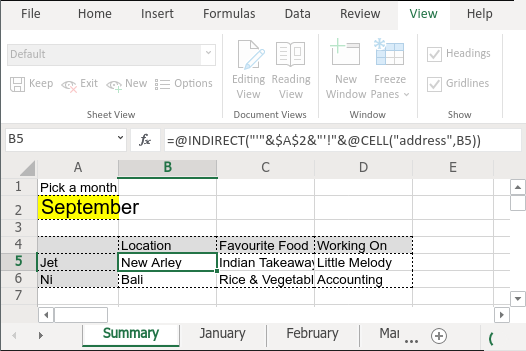 File Home Insert Formulas Data Review View Help
Default
Keep Exit New Options
Editing View Reading View
New Window Freeze Panes
Headings
Gridlines
Sheet View Document Views Window Show
B5 fx =@INDIRECT("'"&$A$2&"'!"&@CELL("address",B5))
A B C D E
1 Pick a month
2 September
3
4 Location Favourite Food Working On
5 Jet New Arley Indian Takeaway Little Melody
6 Ni Bali Rice & Vegetabl Accounting
7
Summary January February Mar ...